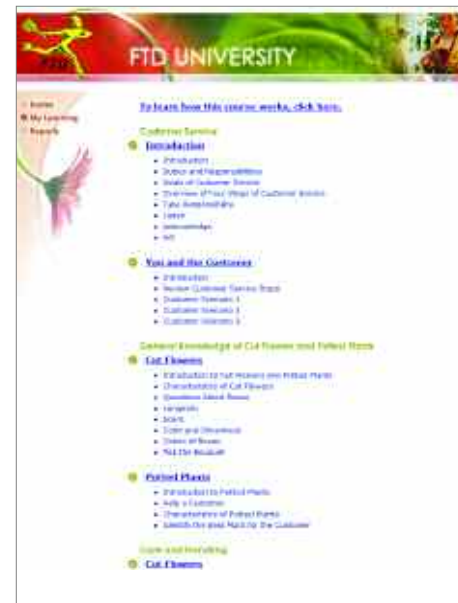 FTD
FTD UNIVERSITY
Home
My Learning
Reports
To learn how this course works, click here.
Customer Service
Introduction
Introduction
Duties and Responsibilities
Goals of Customer Service
Overview of Four Steps of Customer Service
Take Responsibility
Listen
Acknowledge
Act
You and the Customer
Introduction
Review Customer Service Steps
Customer Scenario 1
Customer Scenario 2
Customer Scenario 3
General Knowledge of Cut Flower and Potted Plants
Cut Flowers
Introduction to Cut Flowers and Potted Plants
Characteristics of Cut Flowers
Questions About Roses
Longevity
Scent
Color and
Colors of Roses
Pick the Bouquet
Potted Plants
Introduction to Potted Plants
Help a Customer
Characteristics of Potted Plants
Identify the Best Plant for the Customer
Care and Handling
Cut Flowers